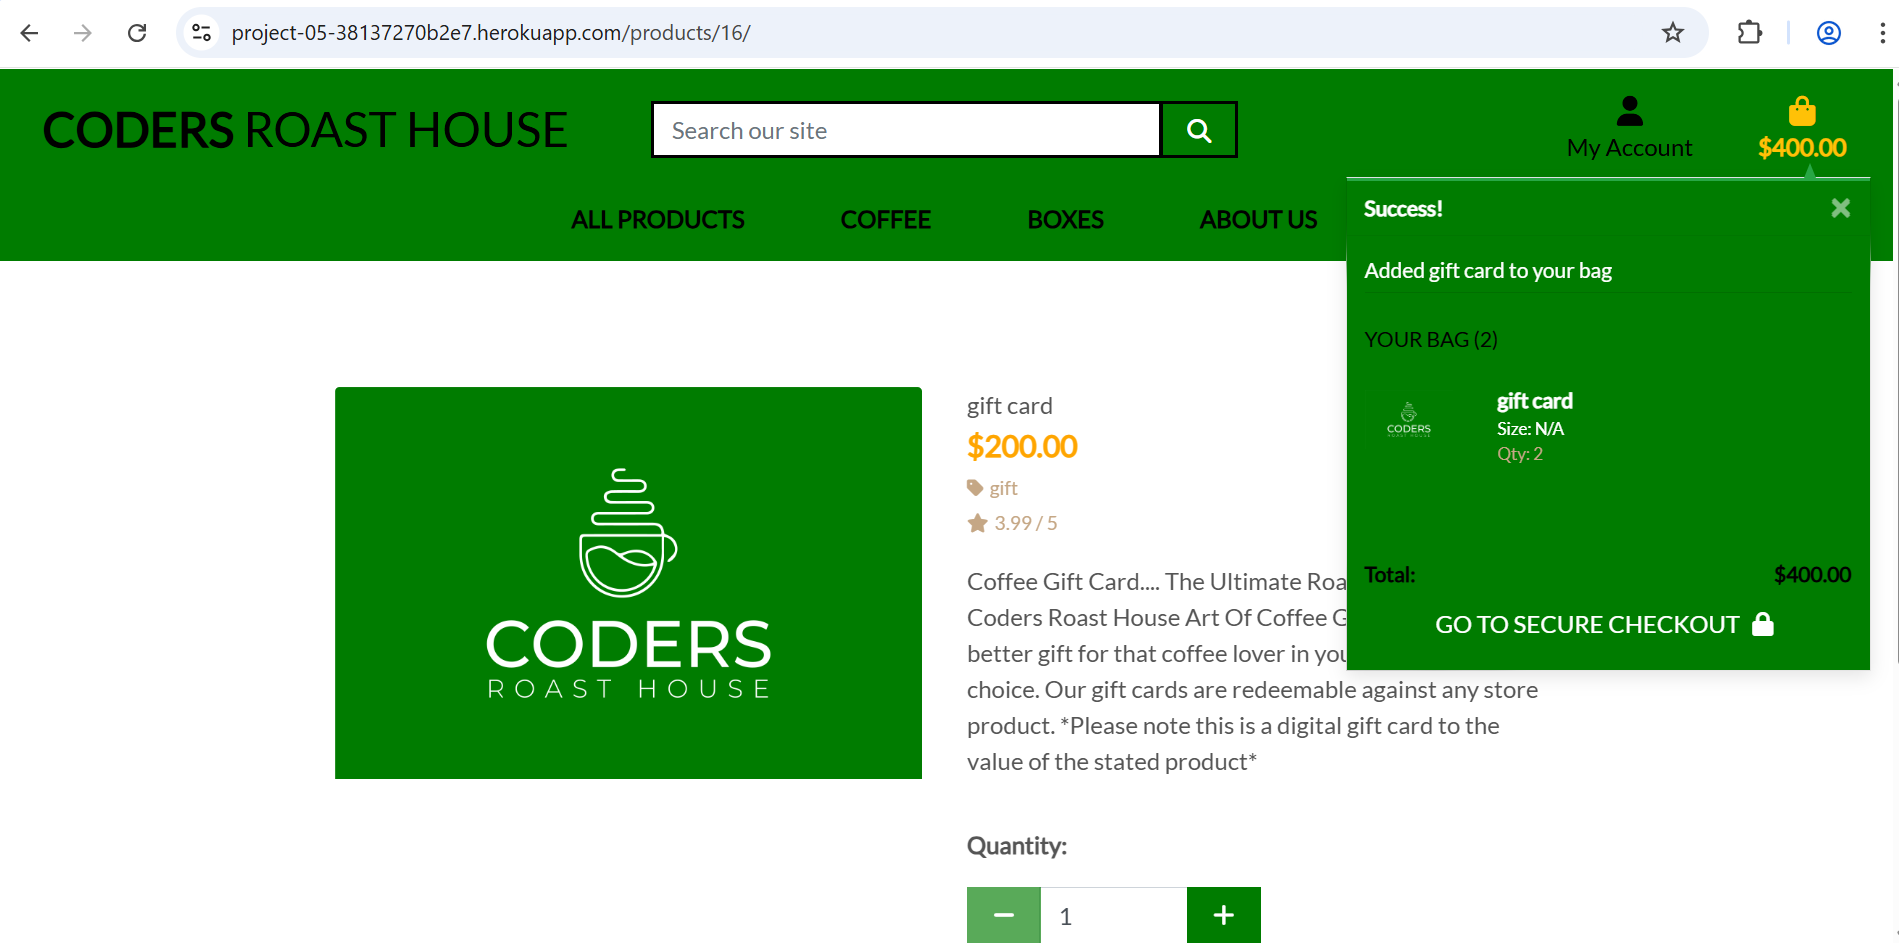 project-05-38137270b2e7.herokuapp.com/products/16/
CODERS ROAST HOUSE
Search our site
My Account
$400.00
ALL PRODUCTS
COFFEE
BOXES
ABOUT US
Success!
Added gift card to your bag
YOUR BAG (2)
CODERS
ROAST HOUSE
gift card
Size: N/A
Qty: 2
Total:
$400.00
GO TO SECURE CHECKOUT
CODERS
ROAST HOUSE
gift card
$200.00
gift
3.99 / 5
Coffee Gift Card.... The Ultimate Roa
Coders Roast House Art Of Coffee G
better gift for that coffee lover in you
choice. Our gift cards are redeemable against any store
product. *Please note this is a digital gift card to the
value of the stated product*
Quantity:
1